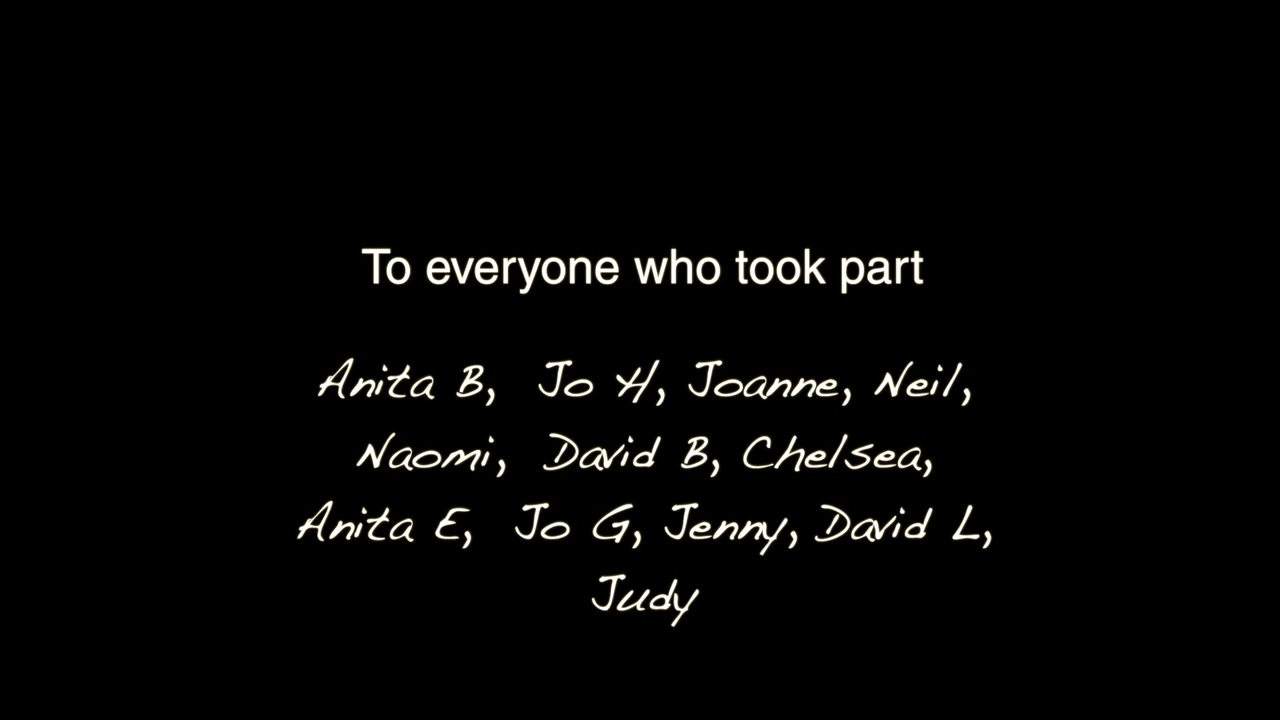 To everyone who took part
Anita B, Jo H, Joanne, Neil,
Naomi, David B, Chelsea,
Anita E, Jo G, Jenny, David L,
Judy